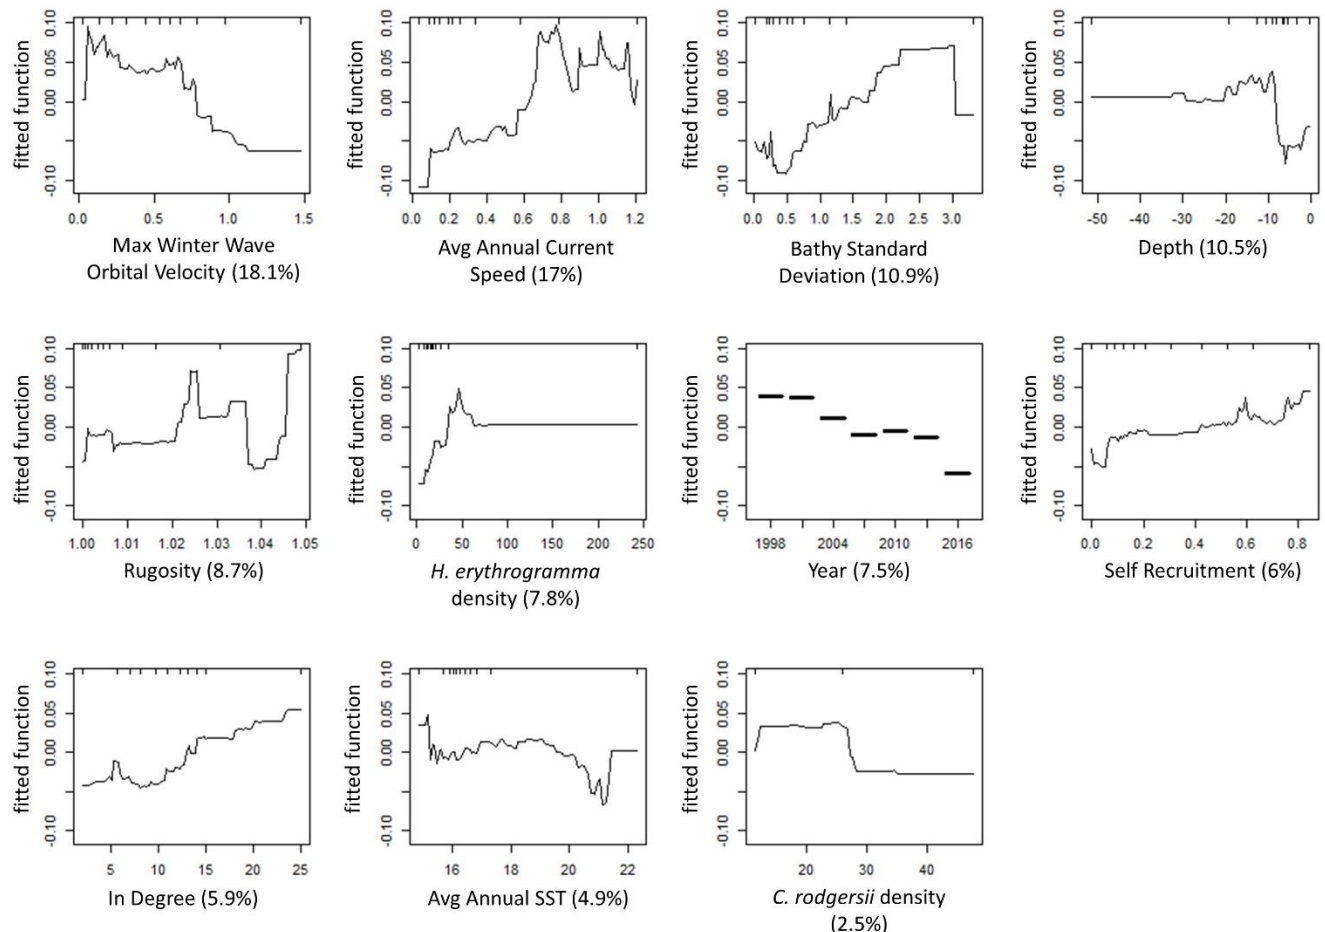 fitted function
0.10
0.05
0.00
-0.10
0.0 0.5 1.0 1.5
Max Winter Wave
Orbital Velocity (18.1%)
fitted function
0.10
0.05
0.00
-0.10
0.0 0.2 0.4 0.6 0.8 1.0 1.2
Avg Annual Current
Speed (17%)
fitted function
0.10
0.05
0.00
-0.10
0.0 0.5 1.0 1.5 2.0 2.5 3.0
Bathy Standard
Deviation (10.9%)
fitted function
0.10
0.05
0.00
-0.10
-50 -40 -30 -20 -10 0
Depth (10.5%)
fitted function
0.10
0.05
0.00
-0.10
1.00 1.01 1.02 1.03 1.04 1.05
Rugosity (8.7%)
fitted function
0.10
0.05
0.00
-0.10
0 50 100 150 200 250
H. erythrogramma
density (7.8%)
fitted function
0.10
0.05
0.00
-0.10
1998 2004 2010 2016
Year (7.5%)
fitted function
0.10
0.05
0.00
-0.10
0.0 0.2 0.4 0.6 0.8
Self Recruitment (6%)
fitted function
0.10
0.05
0.00
-0.10
5 10 15 20 25
In Degree (5.9%)
fitted function
0.10
0.05
0.00
-0.10
16 18 20 22
Avg Annual SST (4.9%)
fitted function
0.10
0.05
0.00
-0.10
20 30 40
C. rodgersii density
(2.5%)